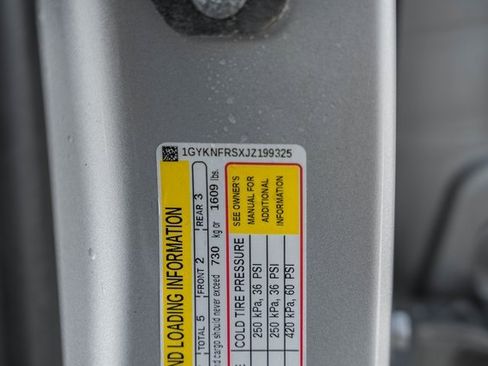 1GYKNFRSXJZ199325
ND LOADING INFORMATION
TOTAL 5 FRONT 2 REAR 3
d cargo should never exceed 730 kg or 1609 lbs.
COLD TIRE PRESSURE SEE OWNER'S
250 kPa, 36 PSI MANUAL FOR
250 kPa, 36 PSI ADDITIONAL
420 kPa, 60 PSI INFORMATION